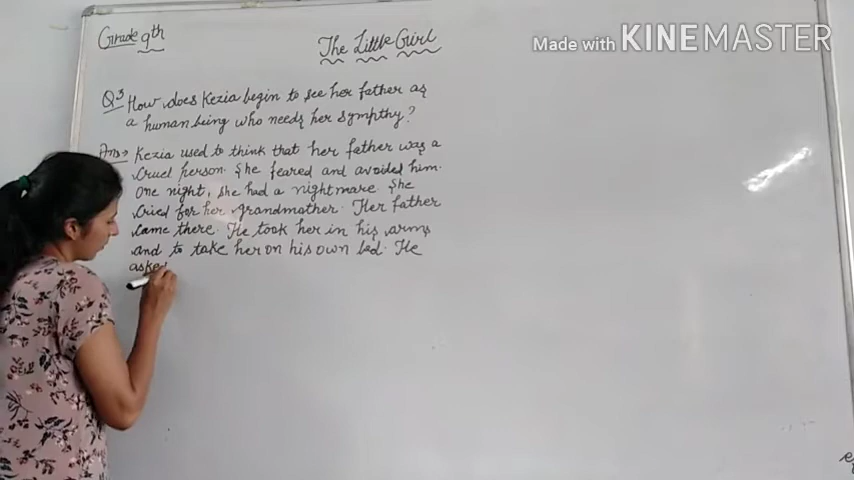 Grade 9th
The Little Girl
Made with KINEMASTER
Q3 How does Kezia begin to see her father as
a human being who needs her sympthy?
Ans→ Kezia used to think that her father was a
cruel person. She feared and avoided him.
One night, she had a nightmare. She
cried for her grandmother. Her father
came there. He took her in his arms
and to take her on his own bed. He
asked